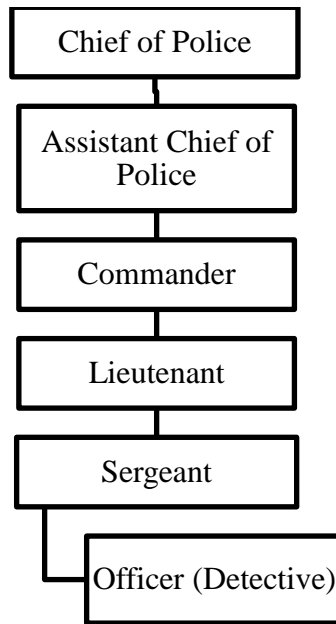 Chief of Police
Assistant Chief of
Police
Commander
Lieutenant
Sergeant
Officer (Detective)